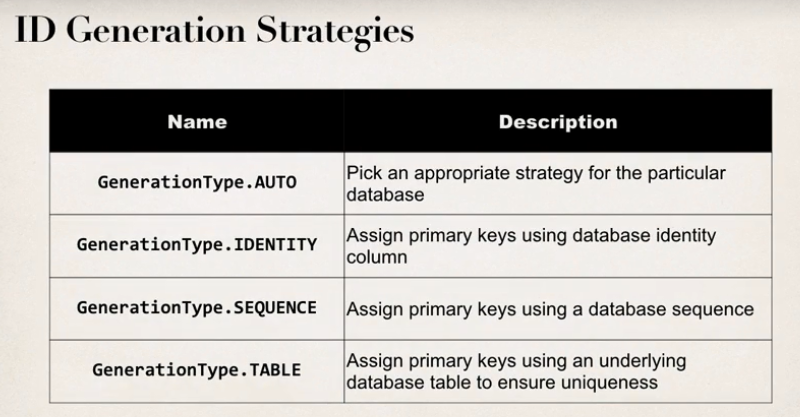 ID Generation Strategies
Name
Description
GenerationType.AUTO
Pick an appropriate strategy for the particular
database
GenerationType.IDENTITY
Assign primary keys using database identity
column
GenerationType.SEQUENCE
Assign primary keys using a database sequence
GenerationType.TABLE
Assign primary keys using an underlying
database table to ensure uniqueness